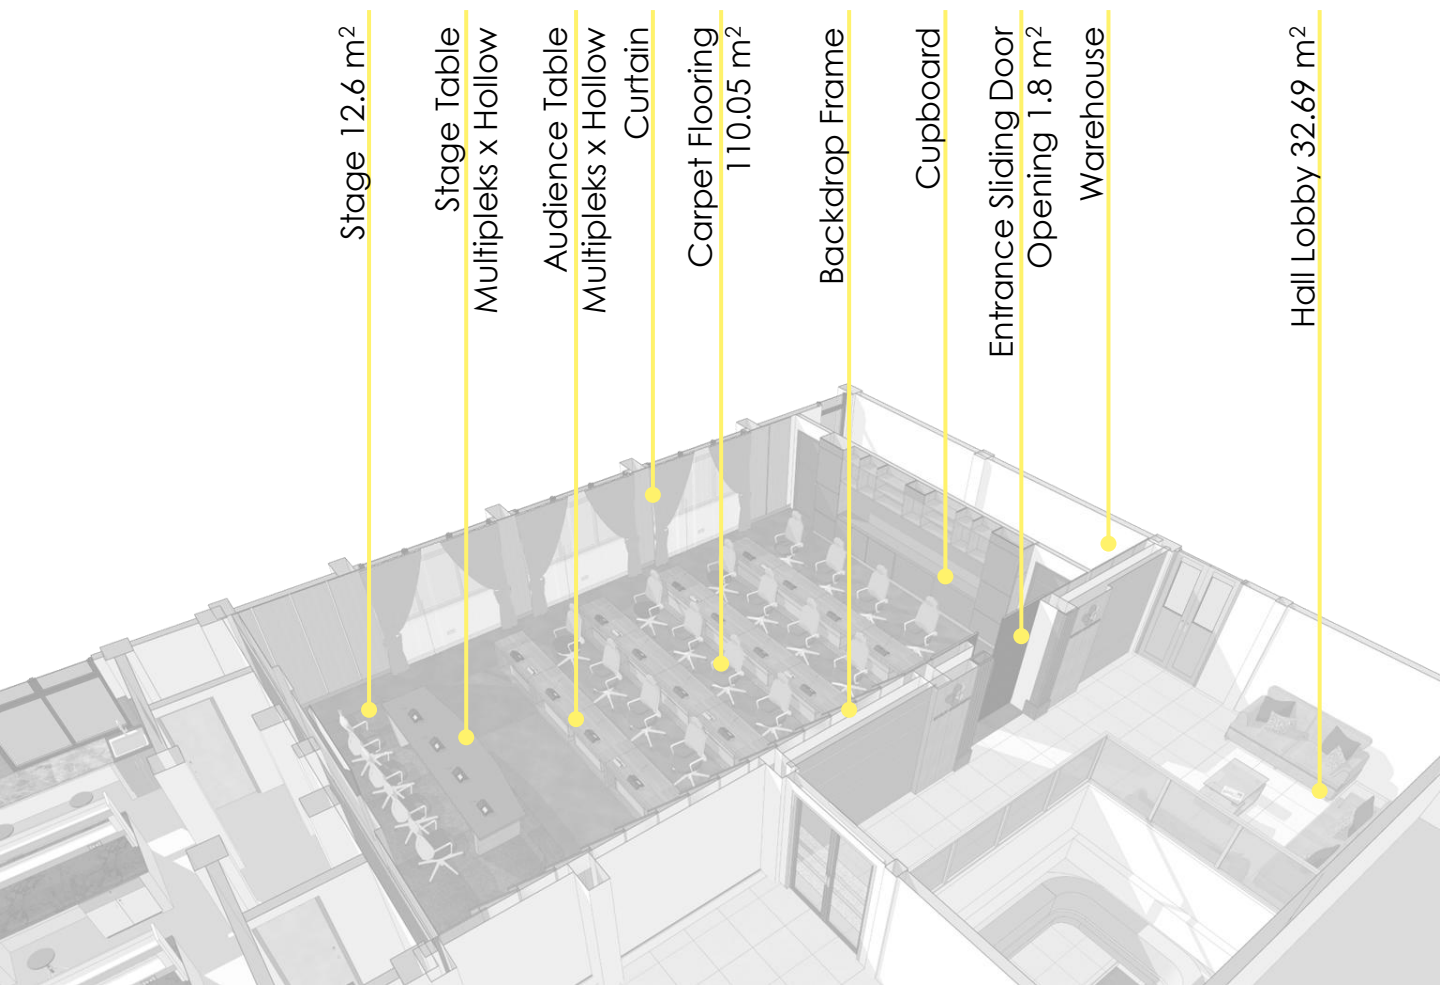 Stage 12.6 m²
Stage Table
Multipleks x Hollow
Audience Table
Multipleks x Hollow
Curtain
Carpet Flooring
110.05 m²
Backdrop Frame
Cupboard
Entrance Sliding Door
Opening 1.8 m²
Warehouse
Hall Lobby 32.69 m²